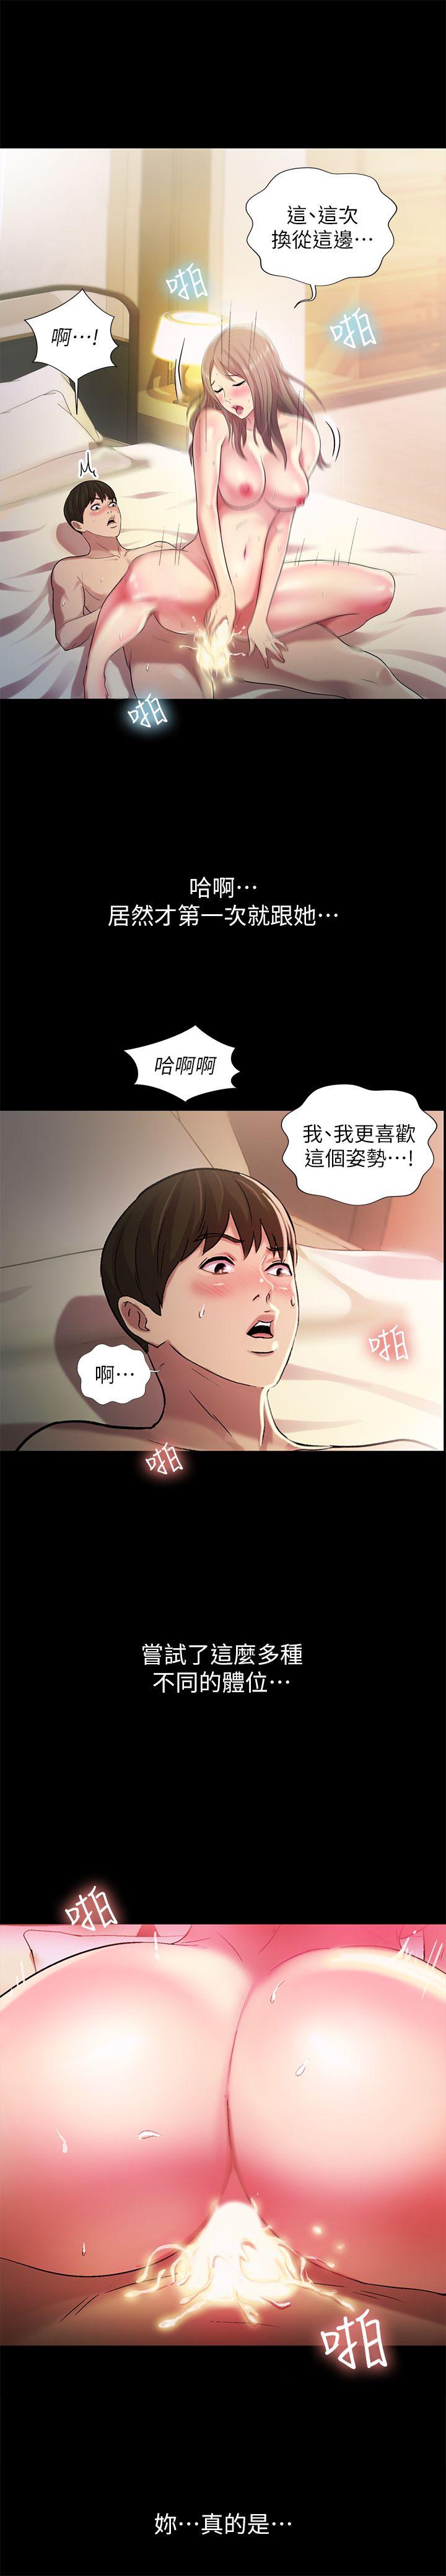 這、這次
換從這邊⋯
啪
啪
啊⋯!
啪
哈啊⋯
居然才第一次就跟她⋯
哈啊啊
我、我更喜歡
這個姿勢⋯!
啪
啊⋯
啪
嘗試了這麼多種
不同的體位⋯
啪
啪
妳⋯真的是⋯